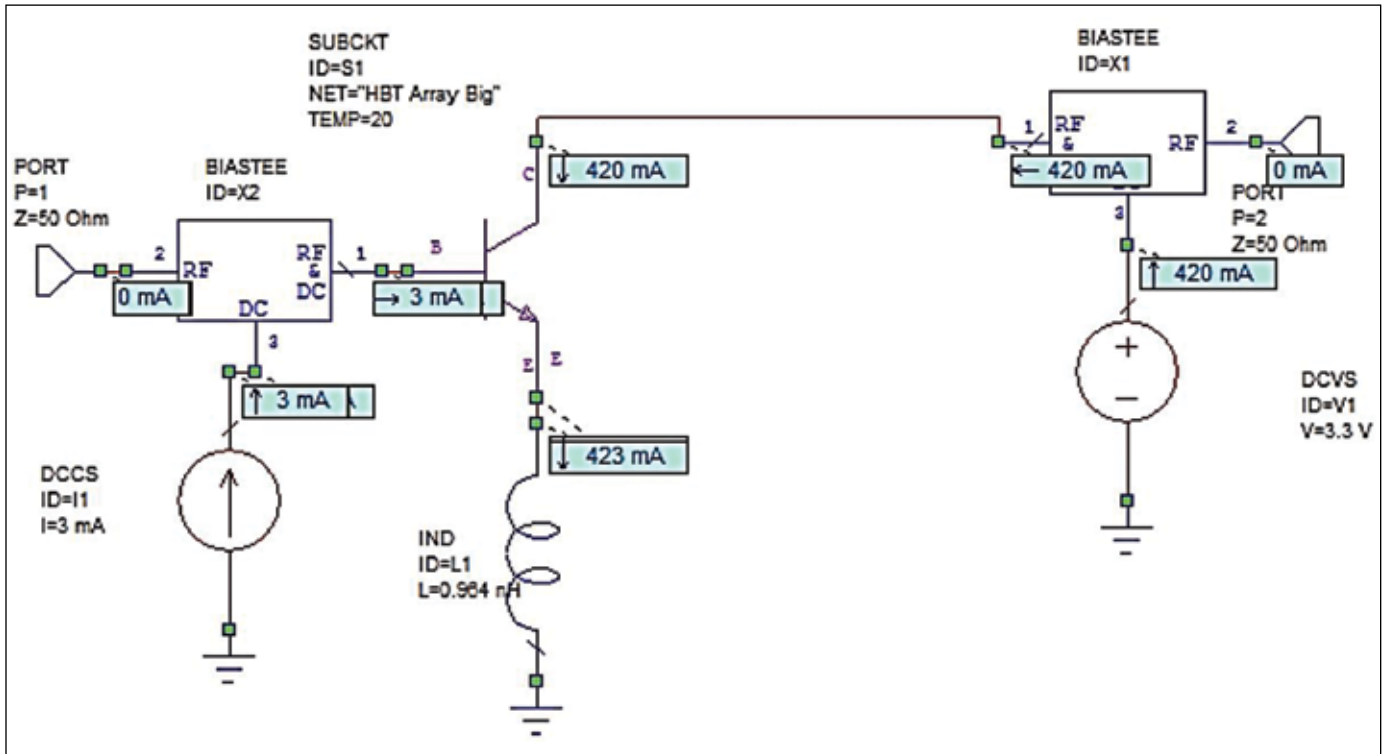 SUBCKT
ID=S1
NET="HBT Array Big"
TEMP=20
BIASTEE
ID=X1
PORT
P=1
Z=50 Ohm
BIASTEE
ID=X2
2
RF
RF
&
DC
1
DC
3
0 mA
3 mA
B
C
E
E
420 mA
1
RF
&
RF
2
420 mA
0 mA
3
PORT
P=2
Z=50 Ohm
420 mA
3 mA
423 mA
DCCS
ID=I1
I=3 mA
IND
ID=L1
L=0.964 nH
+
–
DCVS
ID=V1
V=3.3 V